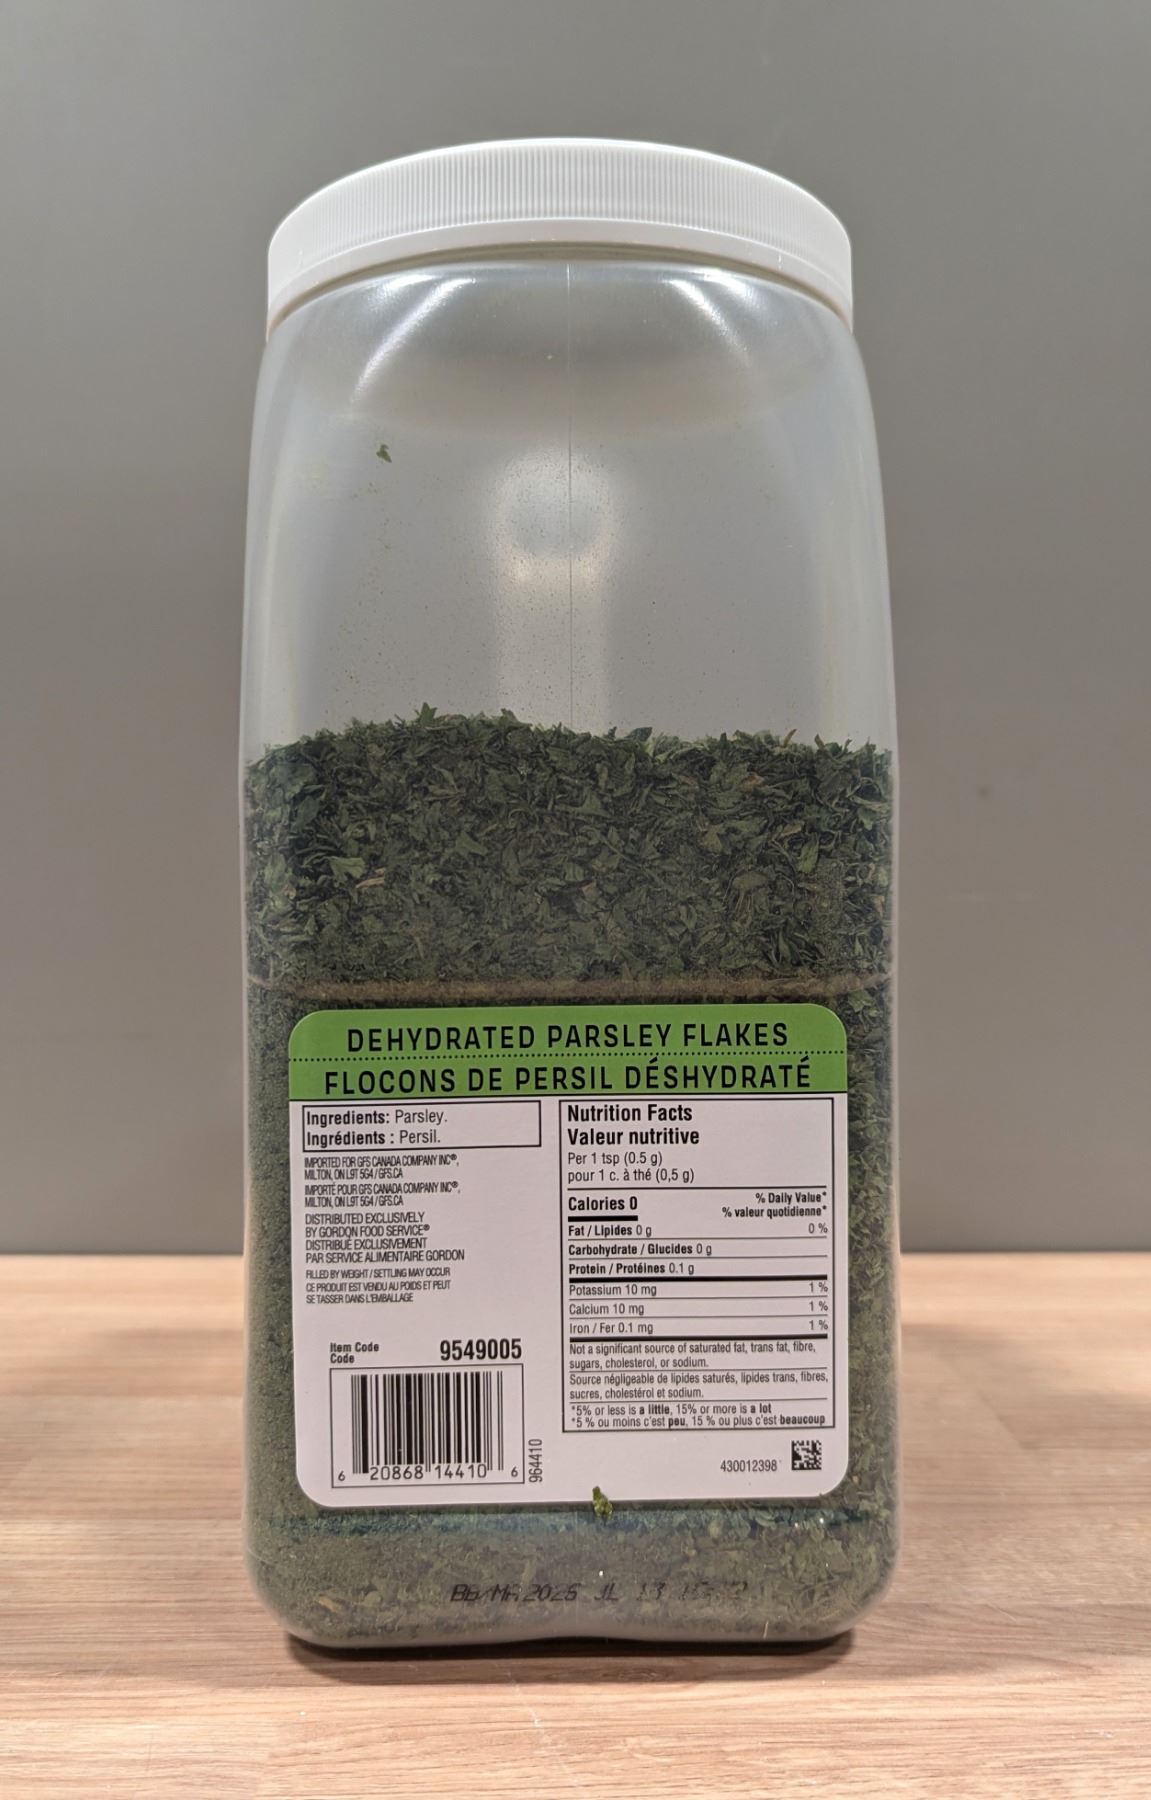 DEHYDRATED PARSLEY FLAKES
FLOCONS DE PERSIL DÉSHYDRATÉ
Ingredients: Parsley.
Ingrédients : Persil.
IMPORTED FOR GFS CANADA COMPANY INC®,
MILTON, ON L9T 5G4 / GFS.CA
IMPORTÉ POUR GFS CANADA COMPANY INC®,
MILTON, ON L9T 5G4 / GFS.CA
DISTRIBUTED EXCLUSIVELY
BY GORDON FOOD SERVICE®
DISTRIBUÉ EXCLUSIVEMENT
PAR SERVICE ALIMENTAIRE GORDON
FILLED BY WEIGHT / SETTLING MAY OCCUR
CE PRODUIT EST VENDU AU POIDS ET PEUT
SE TASSER DANS L'EMBALLAGE
Item Code
Code
9549005
6 20868 14410 6
964410
Nutrition Facts
Valeur nutritive
Per 1 tsp (0.5 g)
pour 1 c. à thé (0,5 g)
Calories 0
% Daily Value*
% valeur quotidienne*
Fat / Lipides 0 g 0 %
Carbohydrate / Glucides 0 g
Protein / Protéines 0.1 g
Potassium 10 mg 1 %
Calcium 10 mg 1 %
Iron / Fer 0.1 mg 1 %
Not a significant source of saturated fat, trans fat, fibre,
sugars, cholesterol, or sodium.
Source négligeable de lipides saturés, lipides trans, fibres,
sucres, cholestérol et sodium.
*5% or less is a little, 15% or more is a lot
*5 % ou moins c'est peu, 15 % ou plus c'est beaucoup
430012398
BB/MA JL